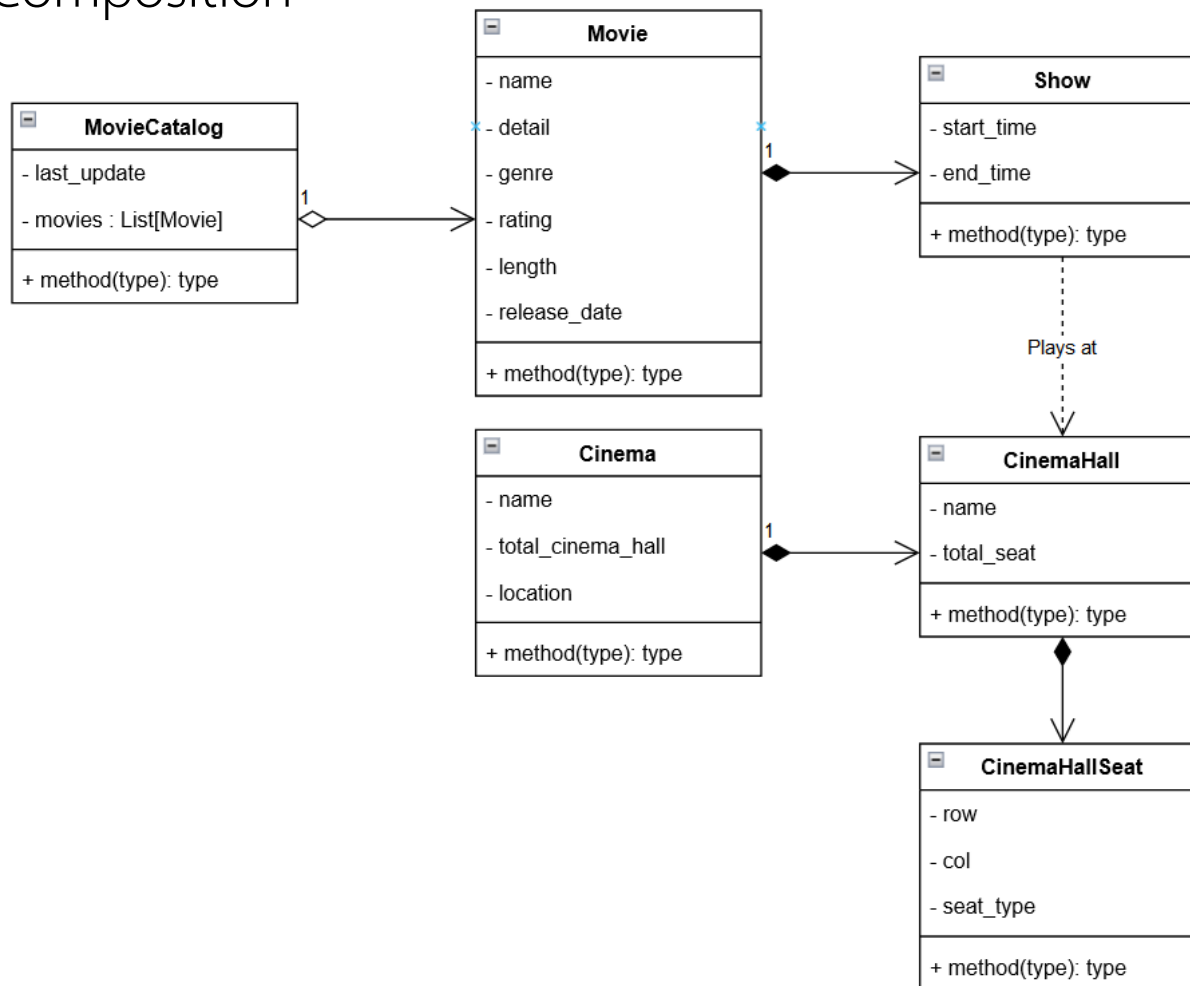 Composition
MovieCatalog
- last_update
- movies : List[Movie]
+ method(type): type
1
Movie
- name
- detail
- genre
- rating
- length
- release_date
+ method(type): type
1
Show
- start_time
- end_time
+ method(type): type
Plays at
Cinema
- name
- total_cinema_hall
- location
+ method(type): type
1
CinemaHall
- name
- total_seat
+ method(type): type
CinemaHallSeat
- row
- col
- seat_type
+ method(type): type